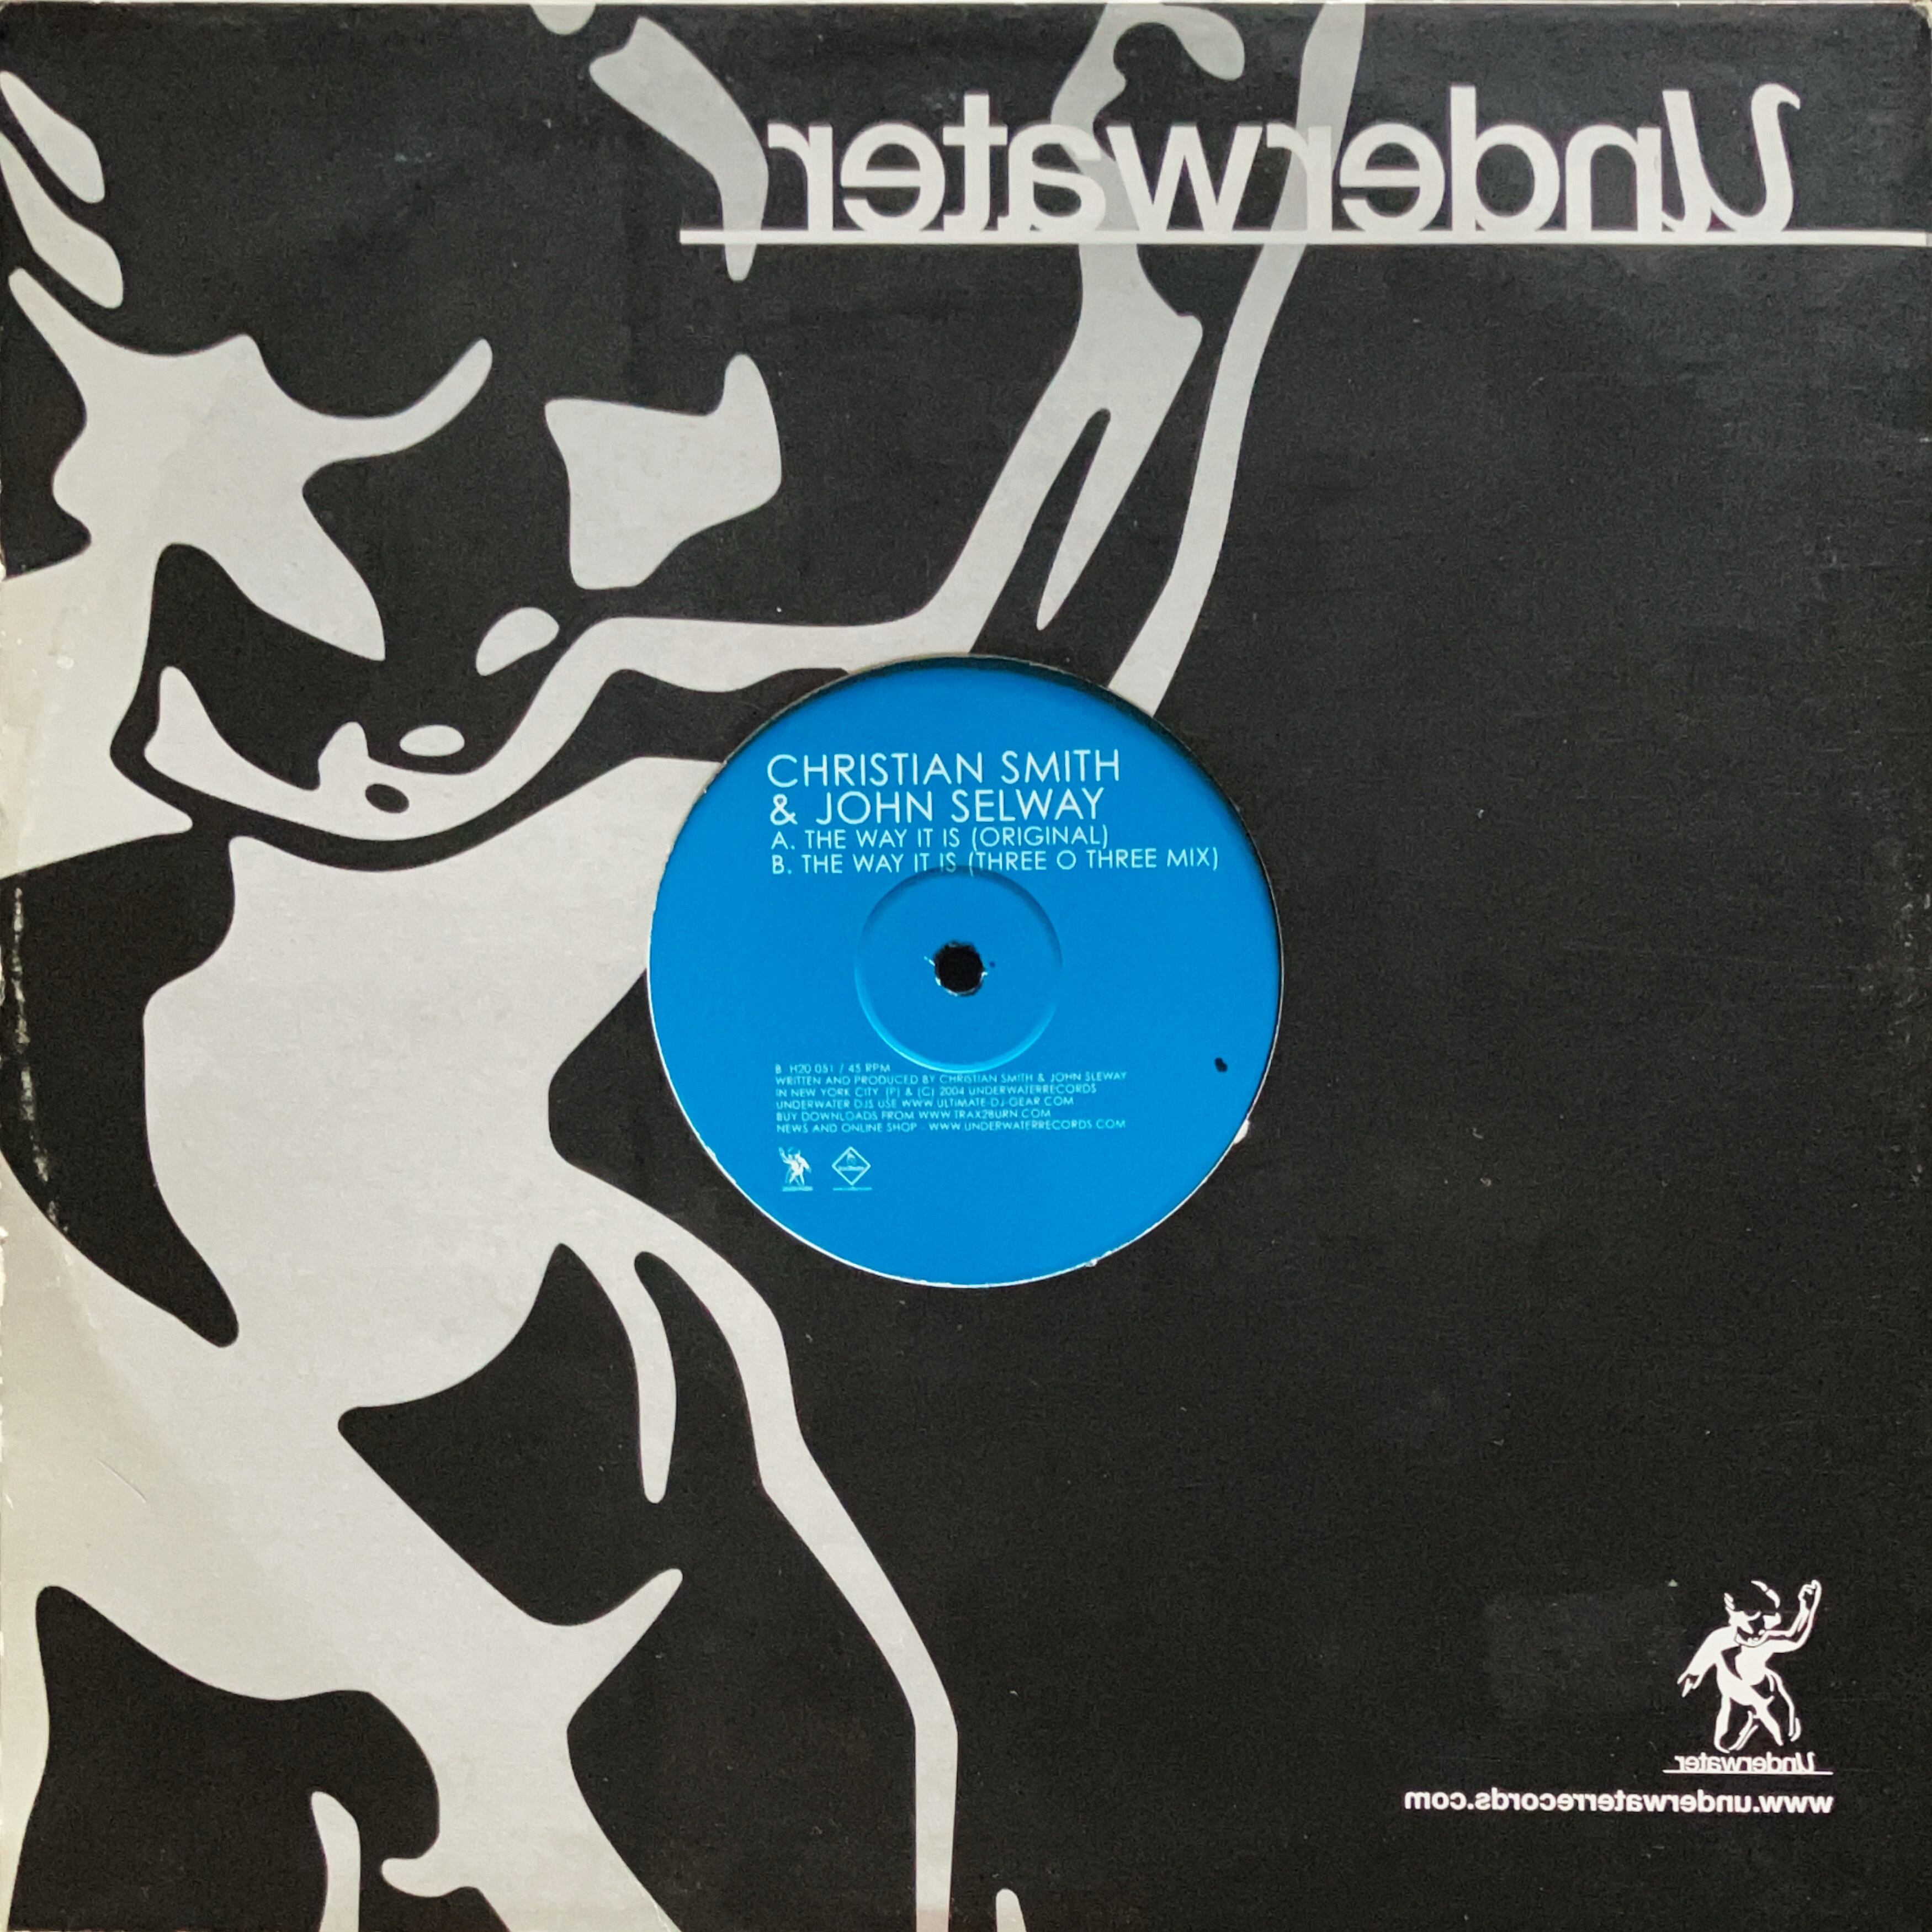 Underwater
CHRISTIAN SMITH
& JOHN SELWAY
A. THE WAY IT IS (ORIGINAL)
B. THE WAY IT IS (THREE O THREE MIX)
B H20 051 / 45 RPM
WRITTEN AND PRODUCED BY CHRISTIAN SMITH & JOHN SLEWAY
IN NEW YORK CITY (P) & (C) 2004 UNDERWATERRECORDS
UNDERWATER DJS USE WWW.ULTIMATE-DJ-GEAR.COM
BUY DOWNLOADS FROM WWW.TRAX2BURN.COM
NEWS AND ONLINE SHOP - WWW.UNDERWATERRECORDS.COM
Underwater
www.underwaterrecords.com